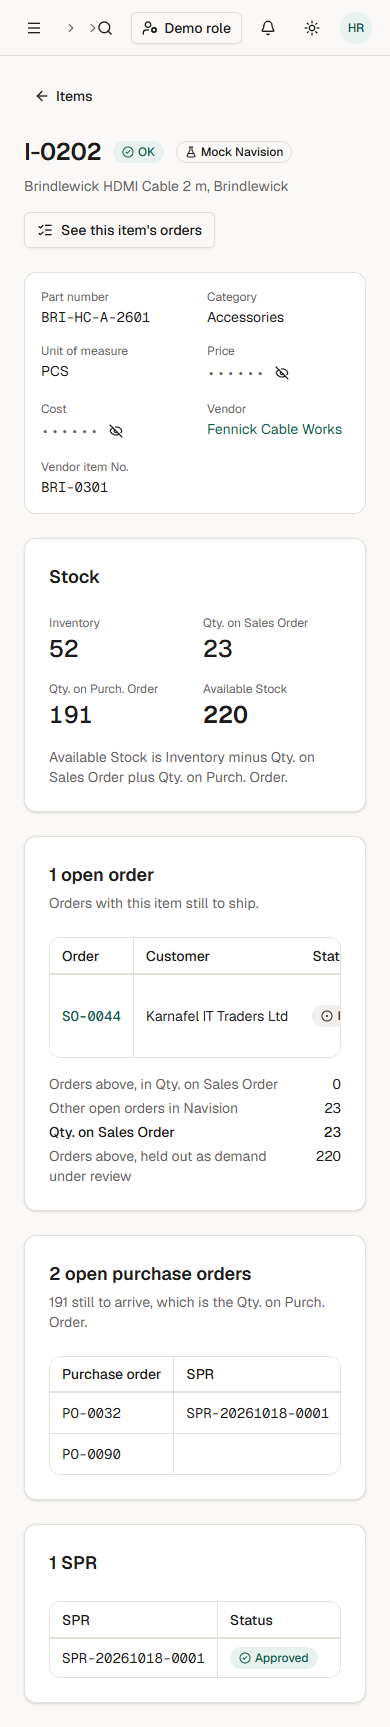 Demo role
HR
Items
I-0202
OK
Mock Navision
Brindlewick HDMI Cable 2 m, Brindlewick
See this item's orders
Part number
Category
BRI-HC-A-2601
Accessories
Unit of measure
Price
PCS
Cost
Vendor
Fennick Cable Works
Vendor item No.
BRI-0301
Stock
Inventory
Qty. on Sales Order
52
23
Qty. on Purch. Order
Available Stock
191
220
Available Stock is Inventory minus Qty. on
Sales Order plus Qty. on Purch. Order.
1 open order
Orders with this item still to ship.
Order
Customer
SO-0044
Karnafel IT Traders Ltd
Orders above, in Qty. on Sales Order 0
Other open orders in Navision 23
Qty. on Sales Order 23
Orders above, held out as demand 220
under review
2 open purchase orders
191 still to arrive, which is the Qty. on Purch.
Order.
Purchase order
SPR
PO-0032
SPR-20261018-0001
PO-0090
1 SPR
SPR
Status
SPR-20261018-0001
Approved